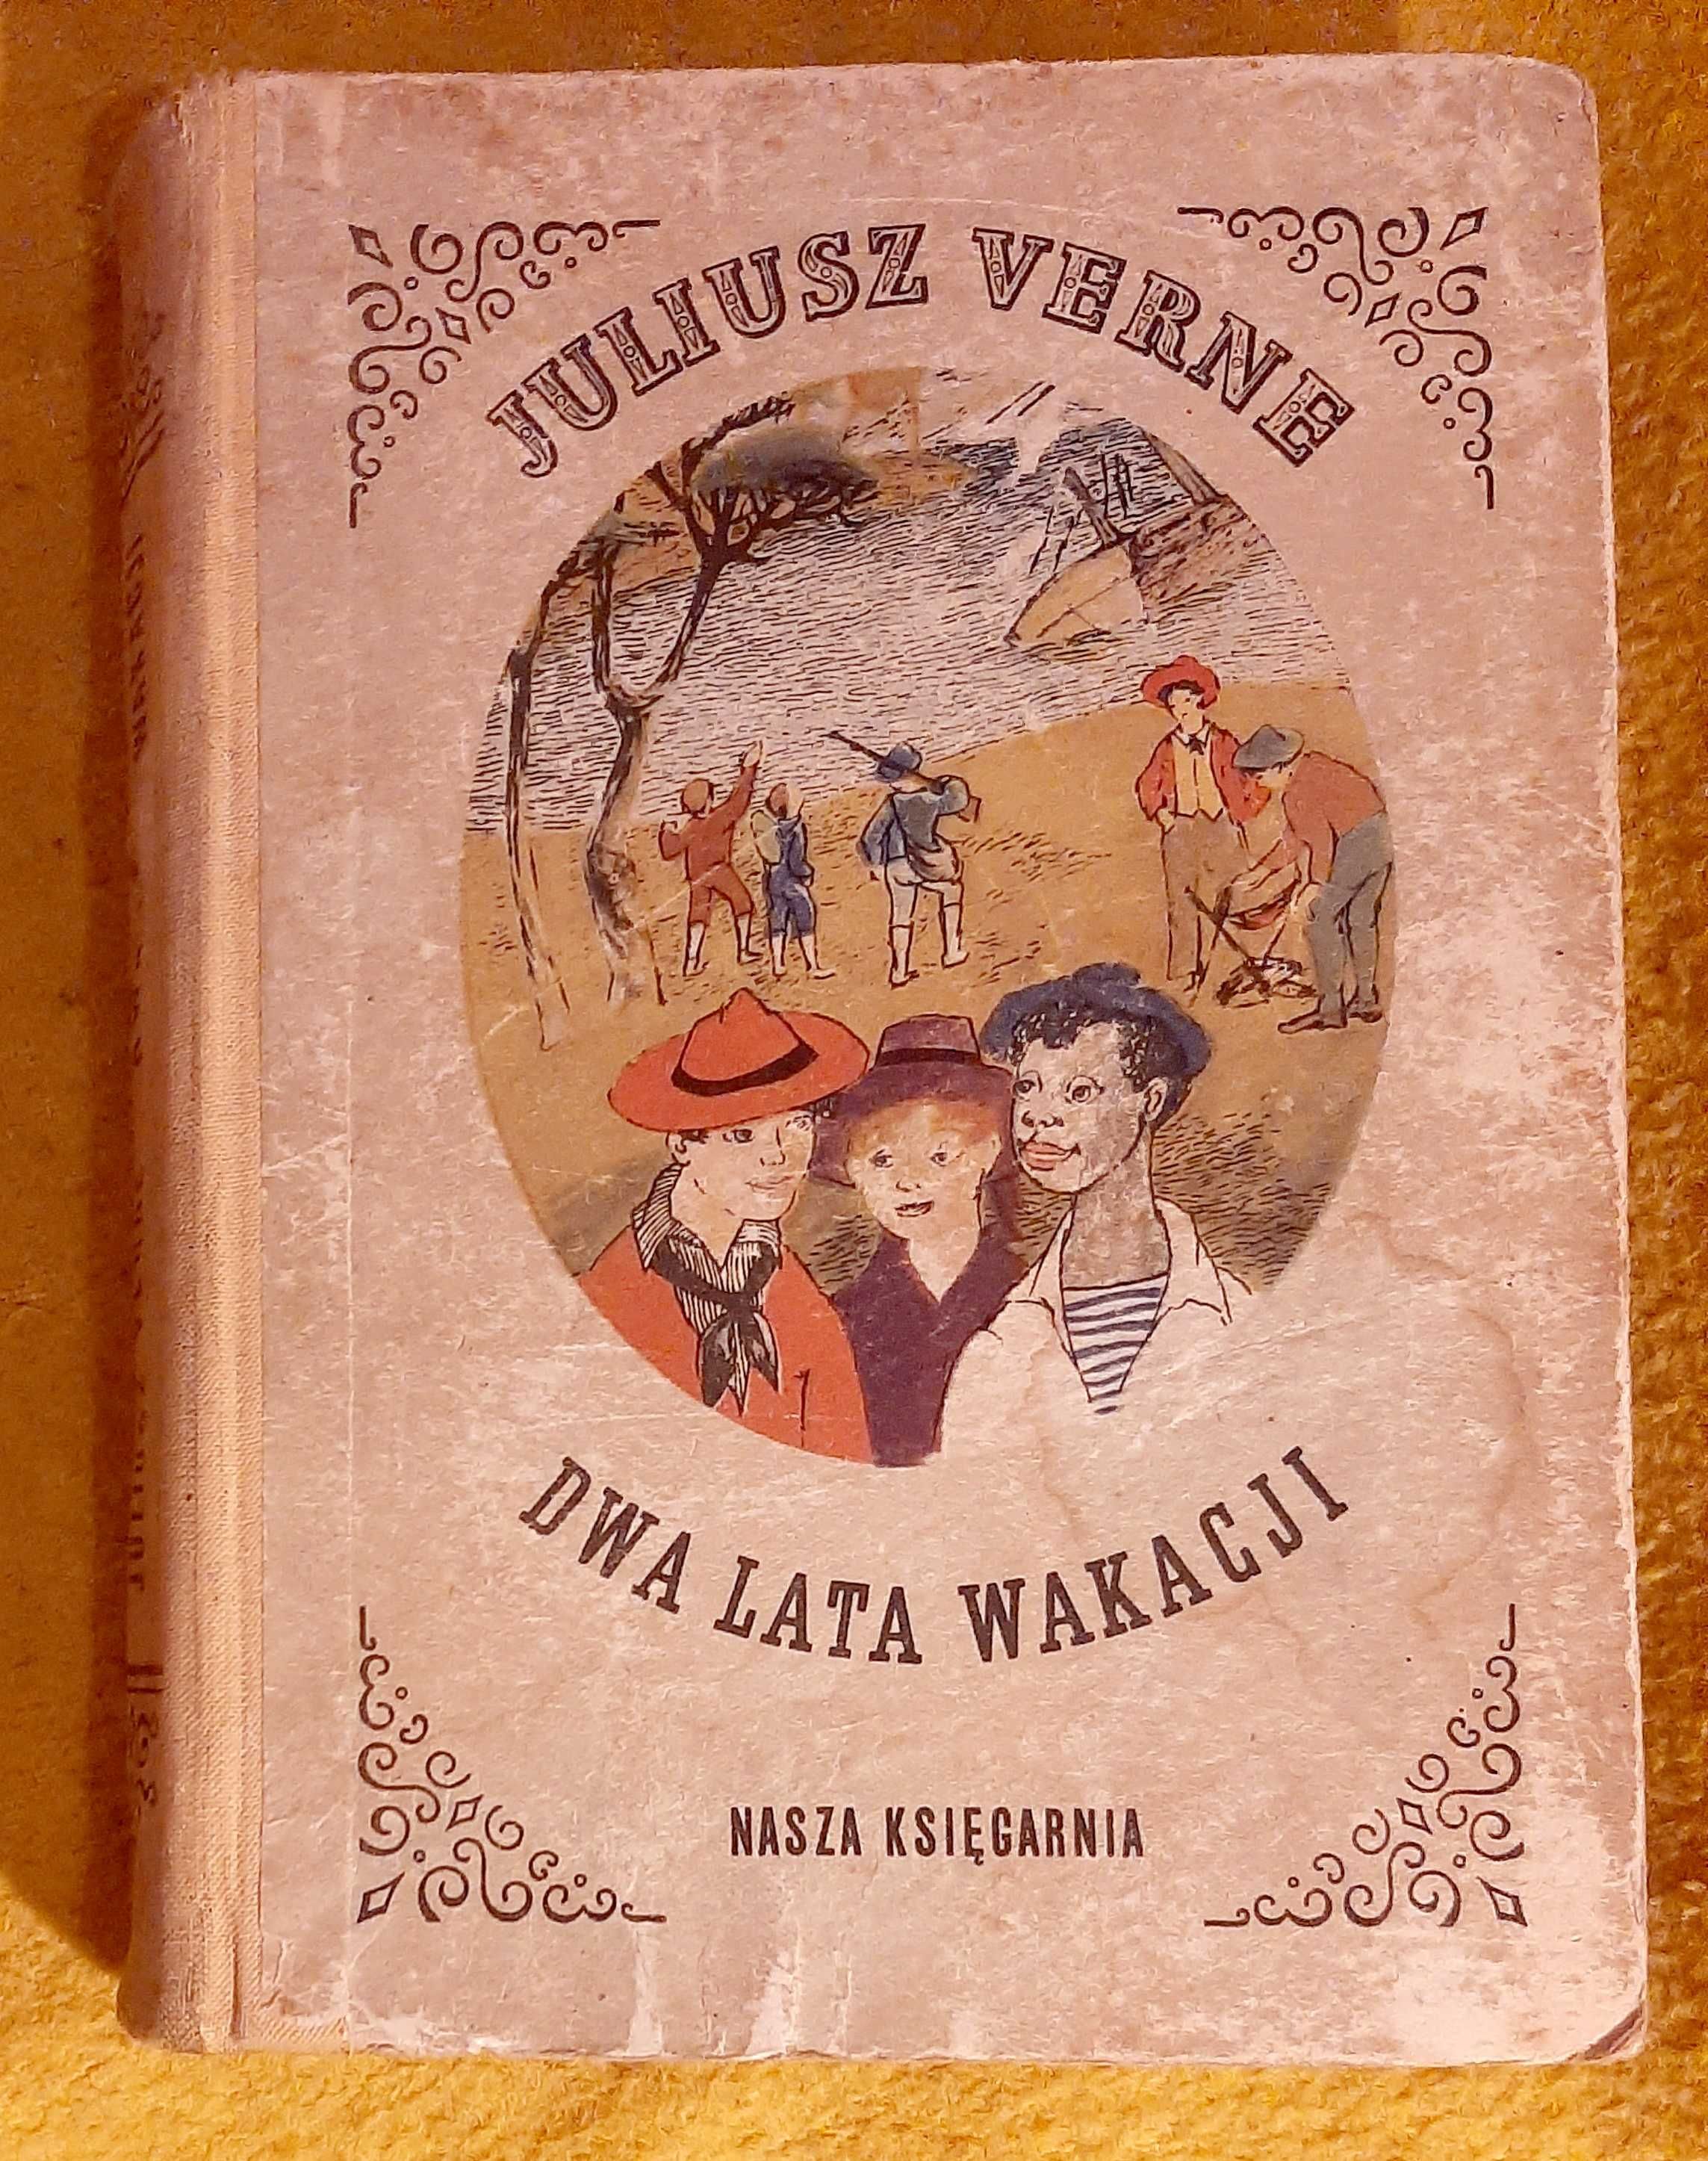 JULIUSZ VERNE
DWA LATA WAKACJI
NASZA KSIĘGARNIA